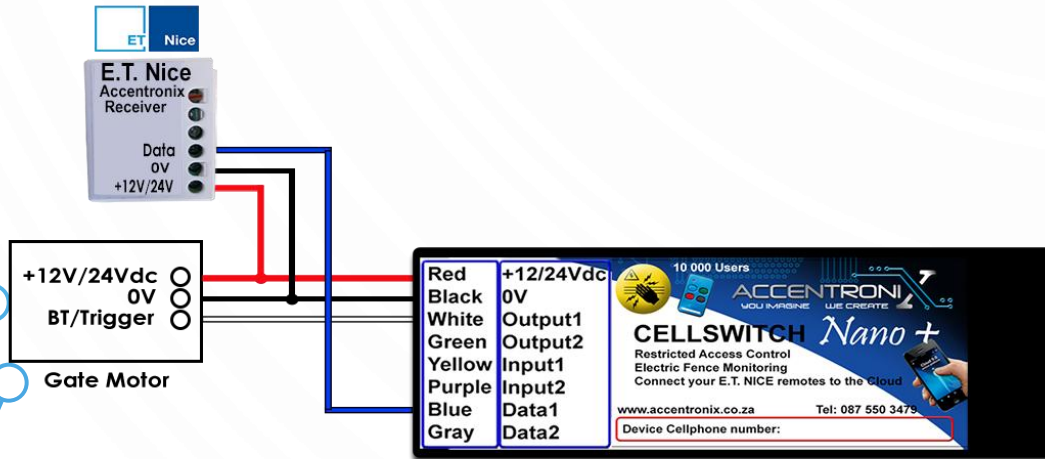 ET Nice
E.T. Nice
Accentronix
Receiver
Data
0V
+12V/24V
+12V/24Vdc
0V
BT/Trigger
Gate Motor
Red +12/24Vdc
Black 0V
White Output1
Green Output2
Yellow Input1
Purple Input2
Blue Data1
Gray Data2
10 000 Users
ACCENTRONIX
YOU IMAGINE WE CREATE
CELLSWITCH Nano +
Restricted Access Control
Electric Fence Monitoring
Connect your E.T. NICE remotes to the Cloud
www.accentronix.co.za Tel: 087 550 3479
Device Cellphone number: